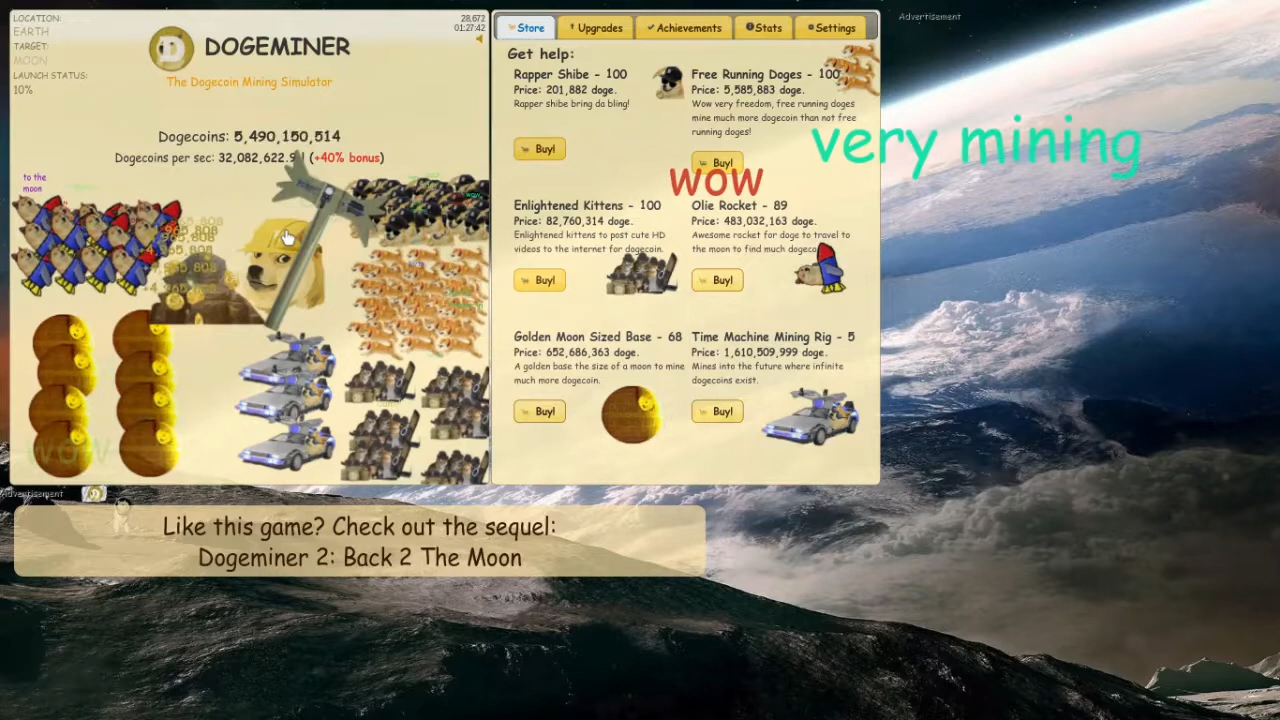 LOCATION:
EARTH
TARGET:
MOON
LAUNCH STATUS:
10%
28,672
01:27:42
DOGEMINER
The Dogecoin Mining Simulator
Dogecoins: 5,490,150,514
Dogecoins per sec: 32,082,622.9 (+40% bonus)
to the
moon
wow
Store
Upgrades
Achievements
Stats
Settings
Get help:
Rapper Shibe - 100
Price: 201,882 doge.
Rapper shibe bring da bling!
Buy!
Free Running Doges - 100
Price: 5,585,883 doge.
Wow very freedom, free running doges
mine much more dogecoin than not free
running doges!
Buy!
Enlightened Kittens - 100
Price: 82,760,314 doge.
Enlightened kittens to post cute HD
videos to the internet for dogecoin.
Buy!
Olie Rocket - 89
Price: 483,032,163 doge.
Awesome rocket for doge to travel to
the moon to find much dogeco
Buy!
Golden Moon Sized Base - 68
Price: 652,686,363 doge.
A golden base the size of a moon to mine
much more dogecoin.
Buy!
Time Machine Mining Rig - 5
Price: 1,610,509,999 doge.
Mines into the future where infinite
dogecoins exist.
Buy!
wow
very mining
Advertisement
Advertisement
Like this game? Check out the sequel:
Dogeminer 2: Back 2 The Moon